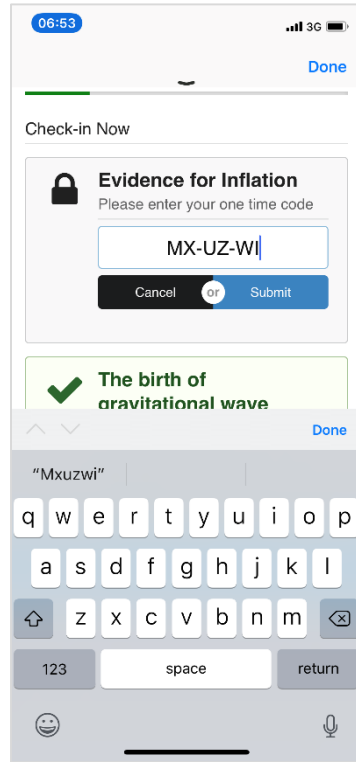 06:53
3G
Done
Check-in Now
Evidence for Inflation
Please enter your one time code
MX-UZ-WI
Cancel or Submit
The birth of
gravitational wave
Done
“Mxuzwi”
q w e r t y u i o p
a s d f g h j k l
z x c v b n m
123 space return